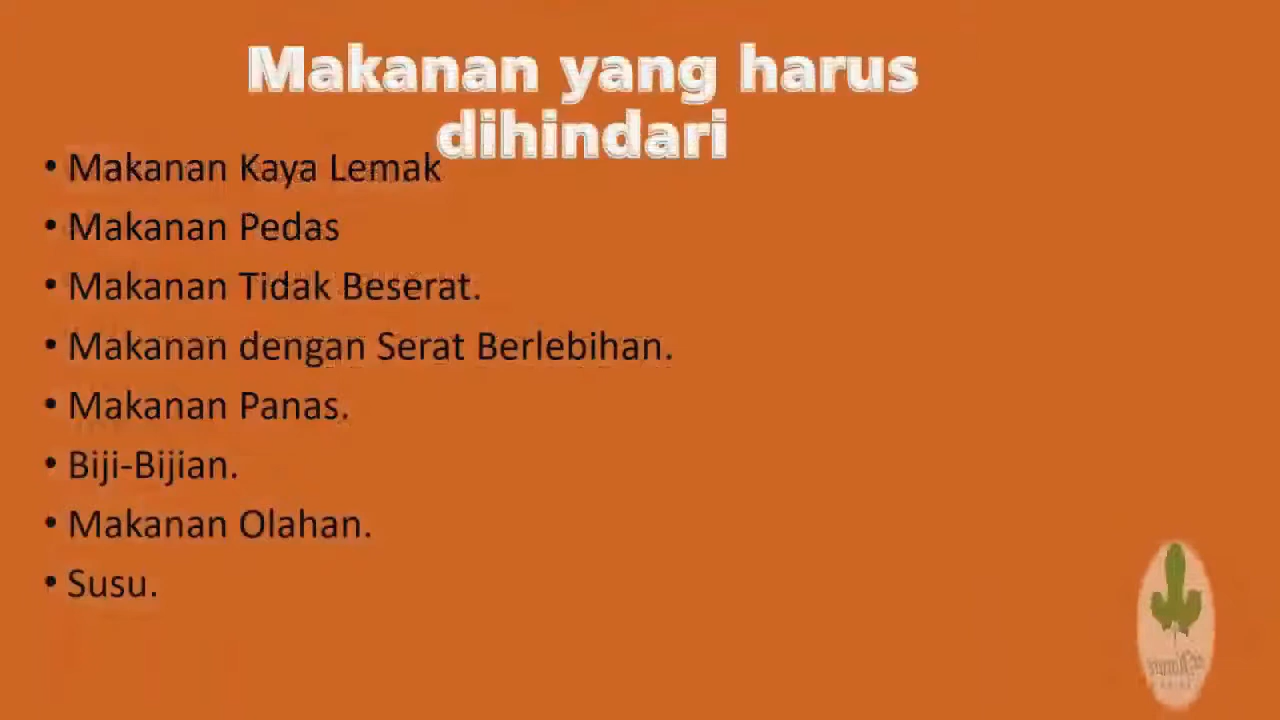 Makanan yang harus
dihindari
• Makanan Kaya Lemak
• Makanan Pedas
• Makanan Tidak Beserat.
• Makanan dengan Serat Berlebihan.
• Makanan Panas.
• Biji-Bijian.
• Makanan Olahan.
• Susu.